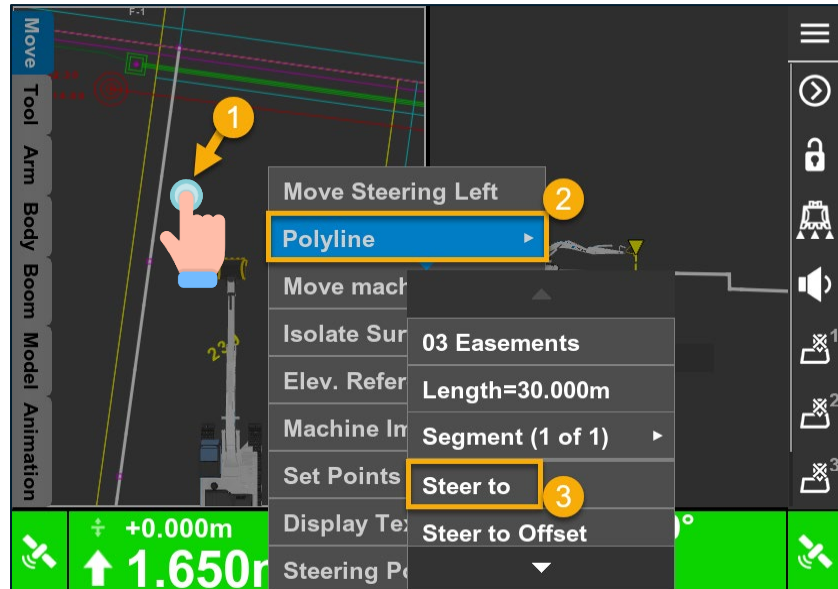 F-1
Move
Tool
Arm
Body
Boom
Model
Animation
1
Move Steering Left
2
Polyline
Move mach
Isolate Sur
Elev. Refer
Machine Im
Set Points
Display Te
Steering Po
03 Easements
Length=30.000m
Segment (1 of 1)
Steer to
3
Steer to Offset
1
2
3
+0.000m
1.650m